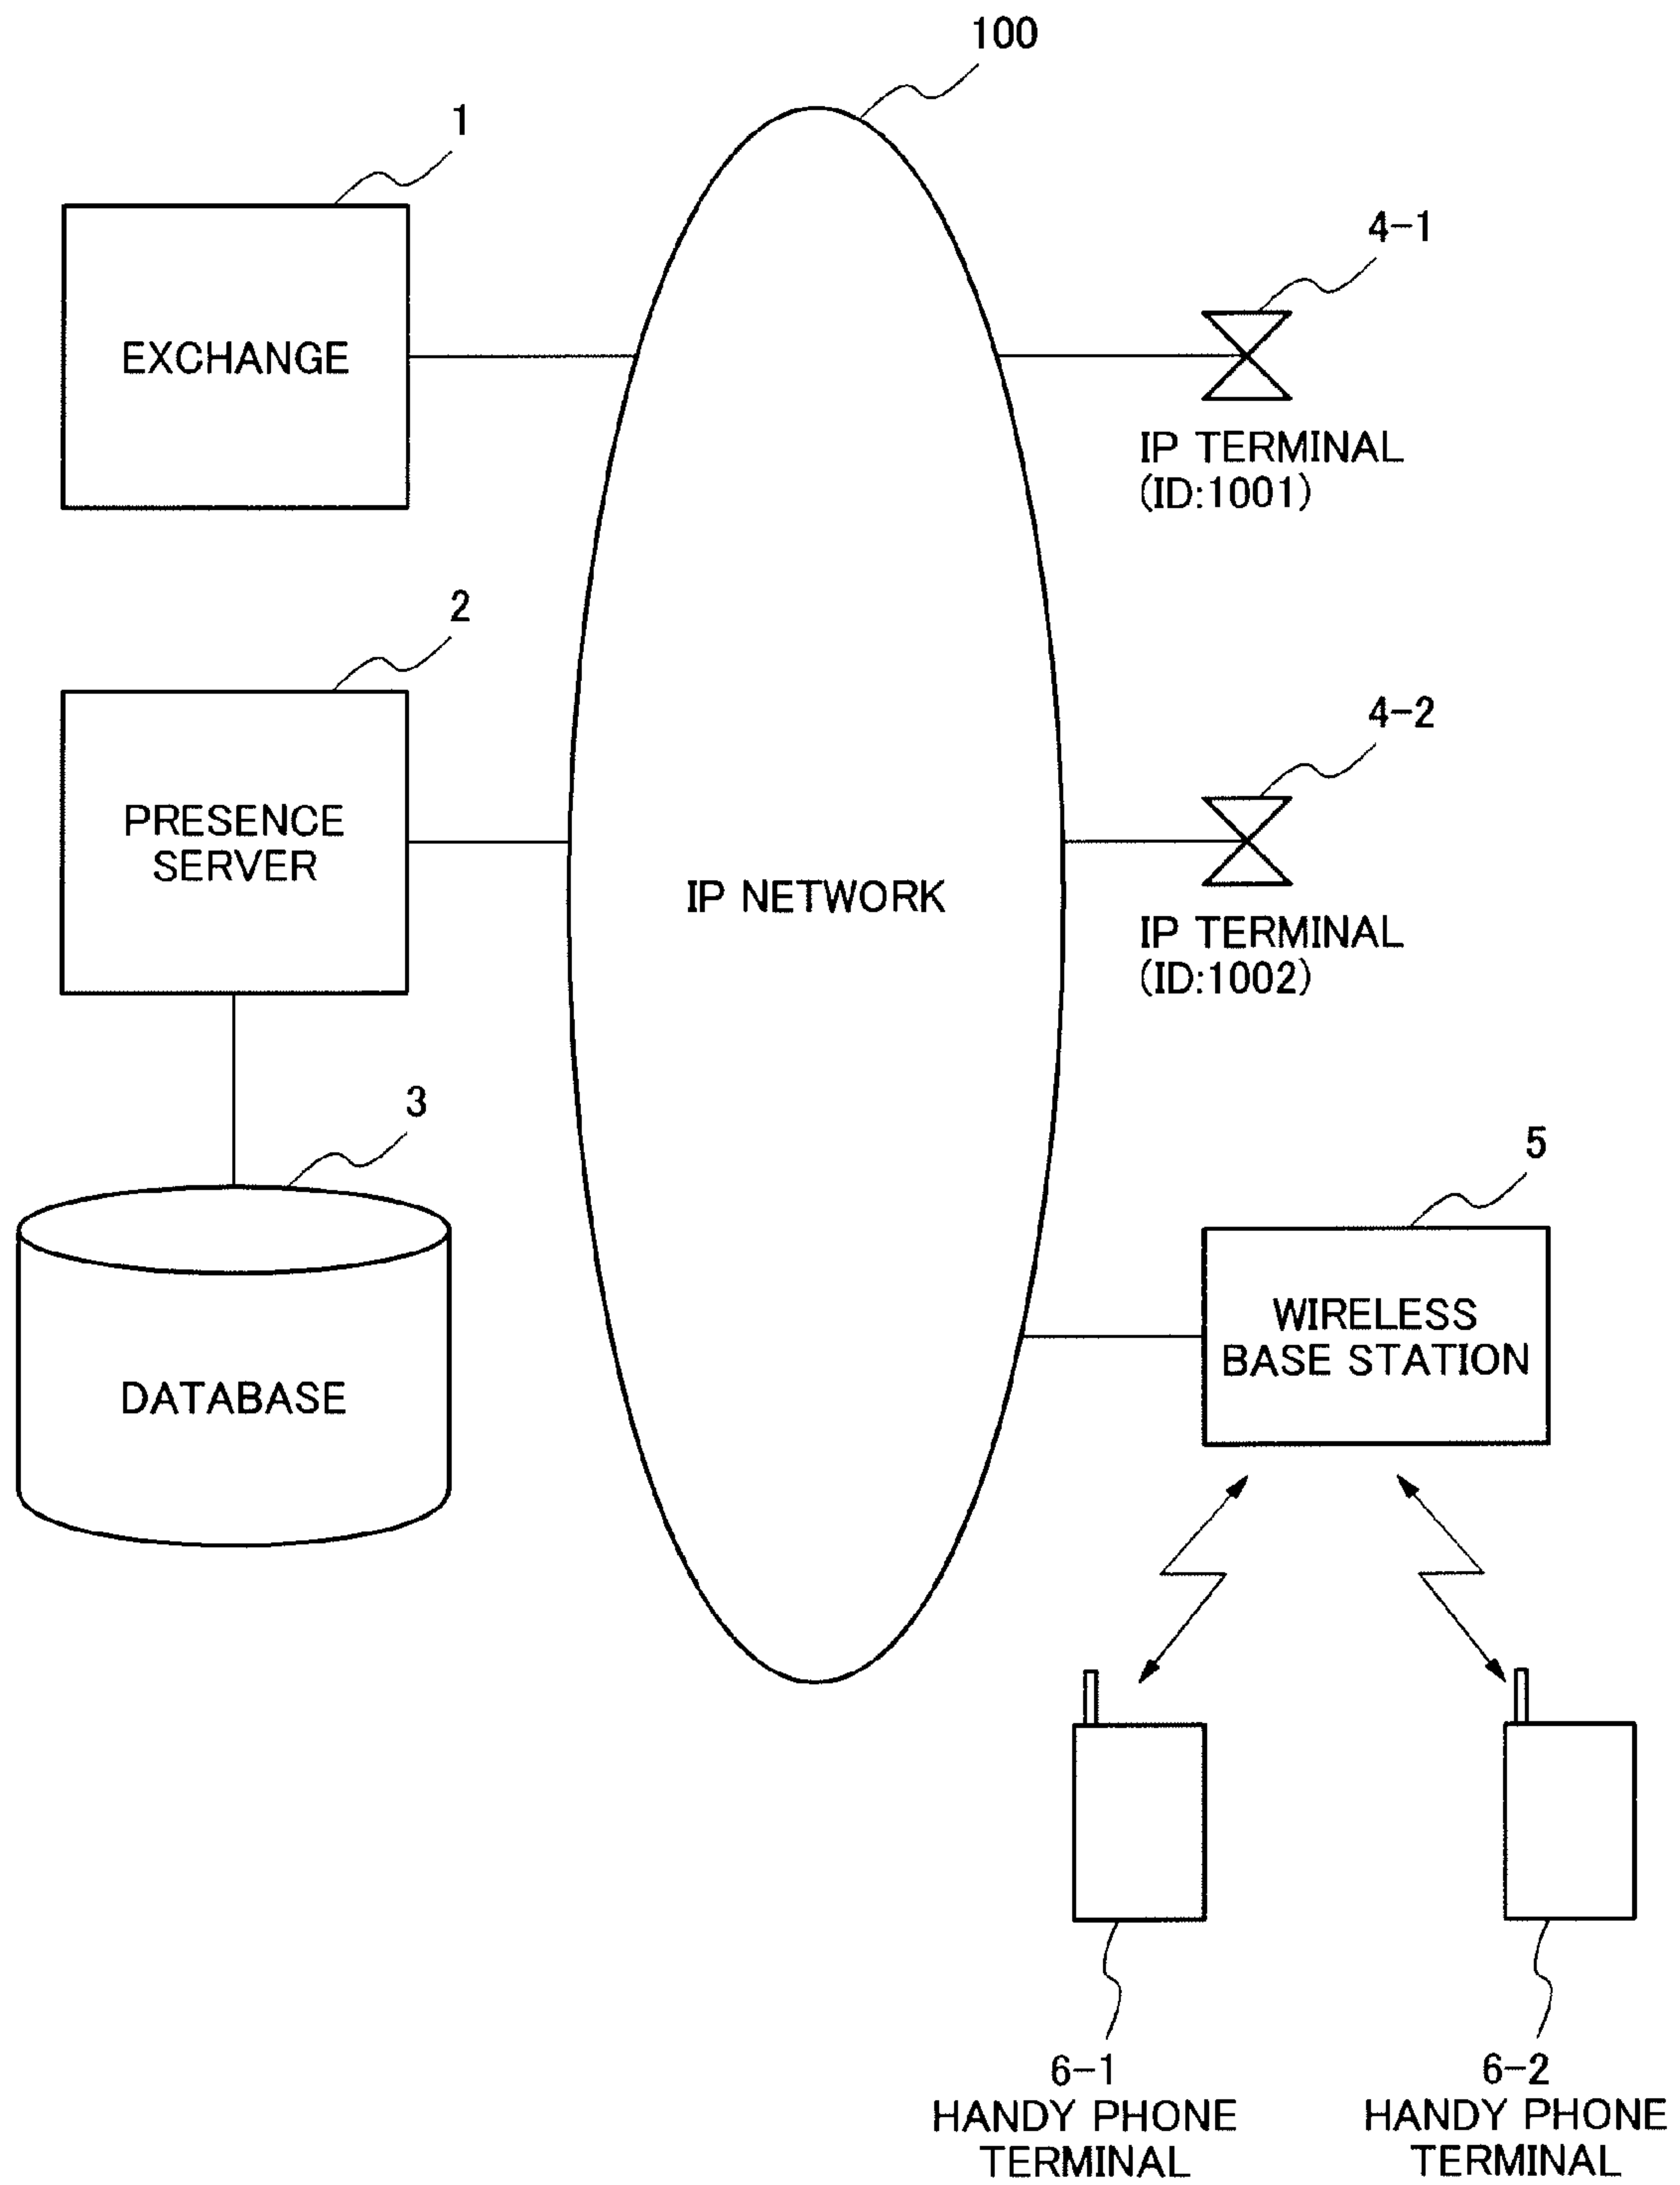 100
1
EXCHANGE
4-1
IP TERMINAL
(ID:1001)
2
PRESENCE
SERVER
IP NETWORK
4-2
IP TERMINAL
(ID:1002)
3
DATABASE
5
WIRELESS
BASE STATION
6-1
HANDY PHONE
TERMINAL
6-2
HANDY PHONE
TERMINAL